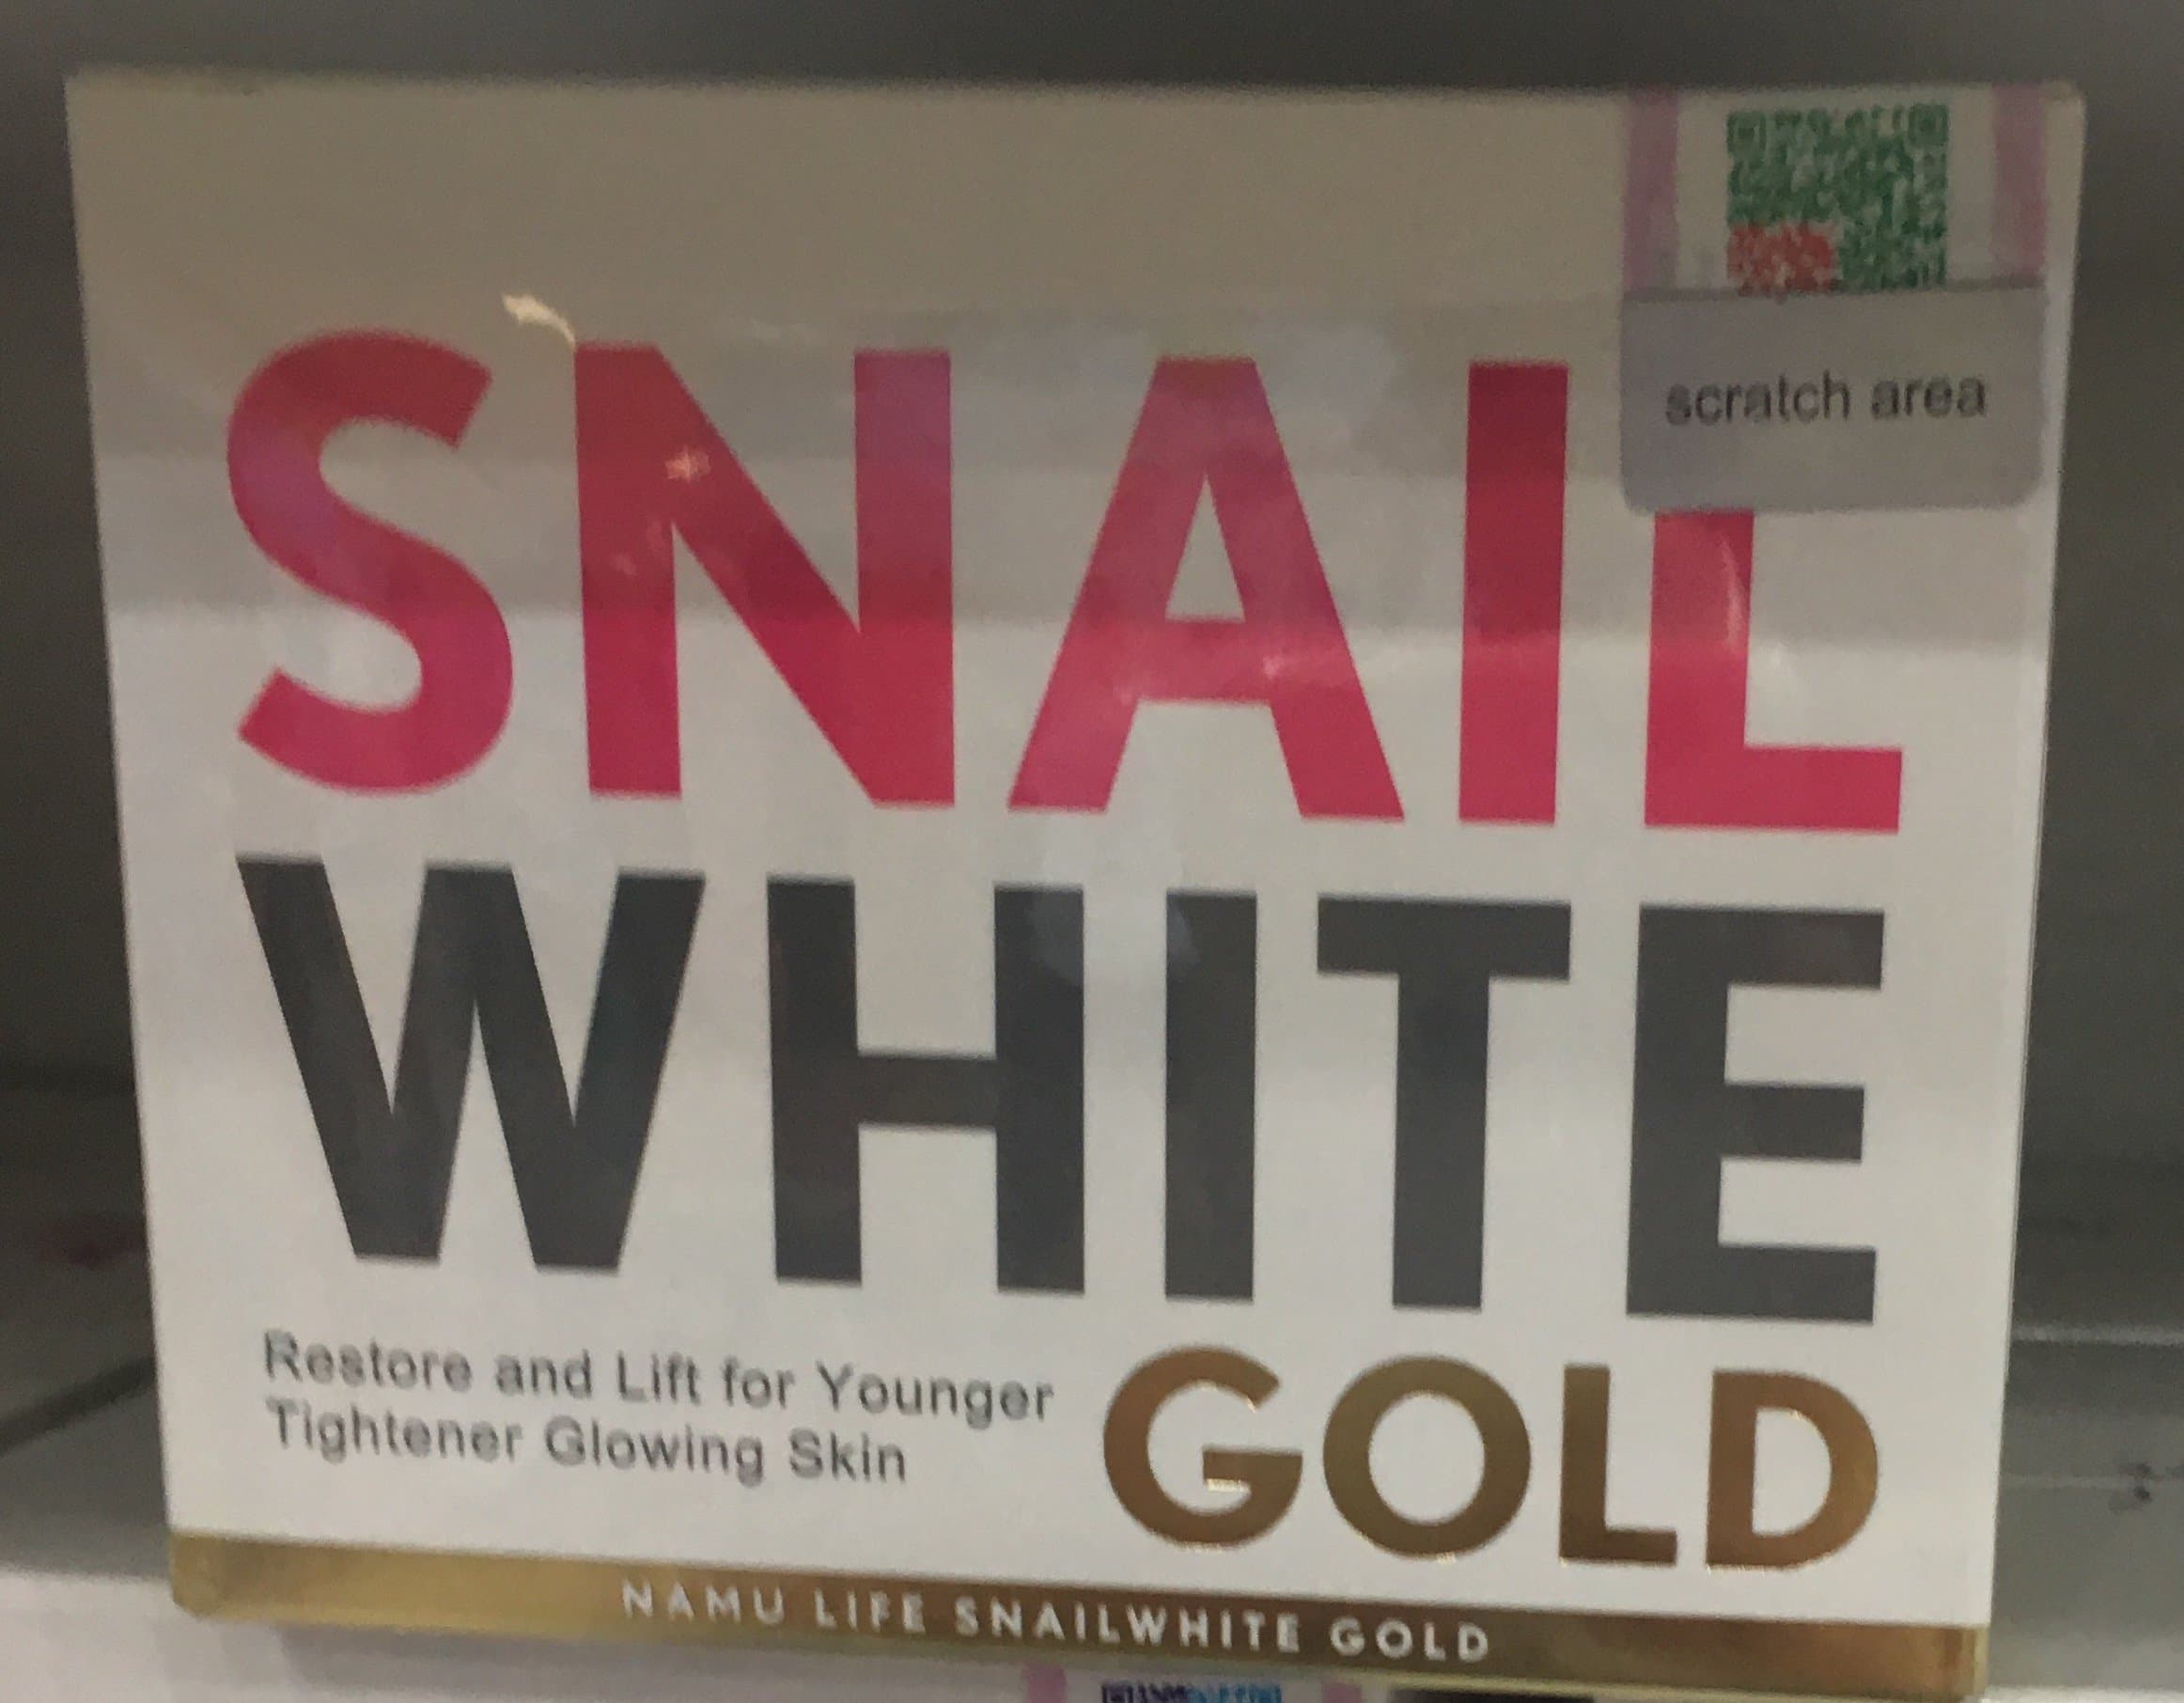 scratch area
SNAIL
WHITE
Restore and Lift for Younger
Tightener Glowing Skin
GOLD
NAMU LIFE SNAILWHITE GOLD